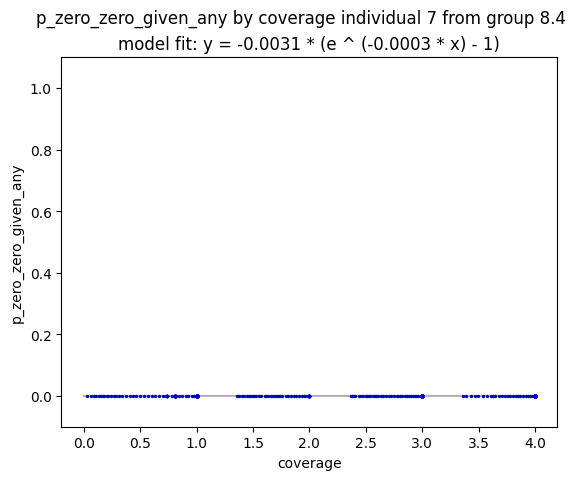 p_zero_zero_given_any by coverage individual 7 from group 8.4
model fit: y = -0.0031 * (e ^ (-0.0003 * x) - 1)
1.0
0.8
0.6
0.4
0.2
0.0
p_zero_zero_given_any
0.0 0.5 1.0 1.5 2.0 2.5 3.0 3.5 4.0
coverage